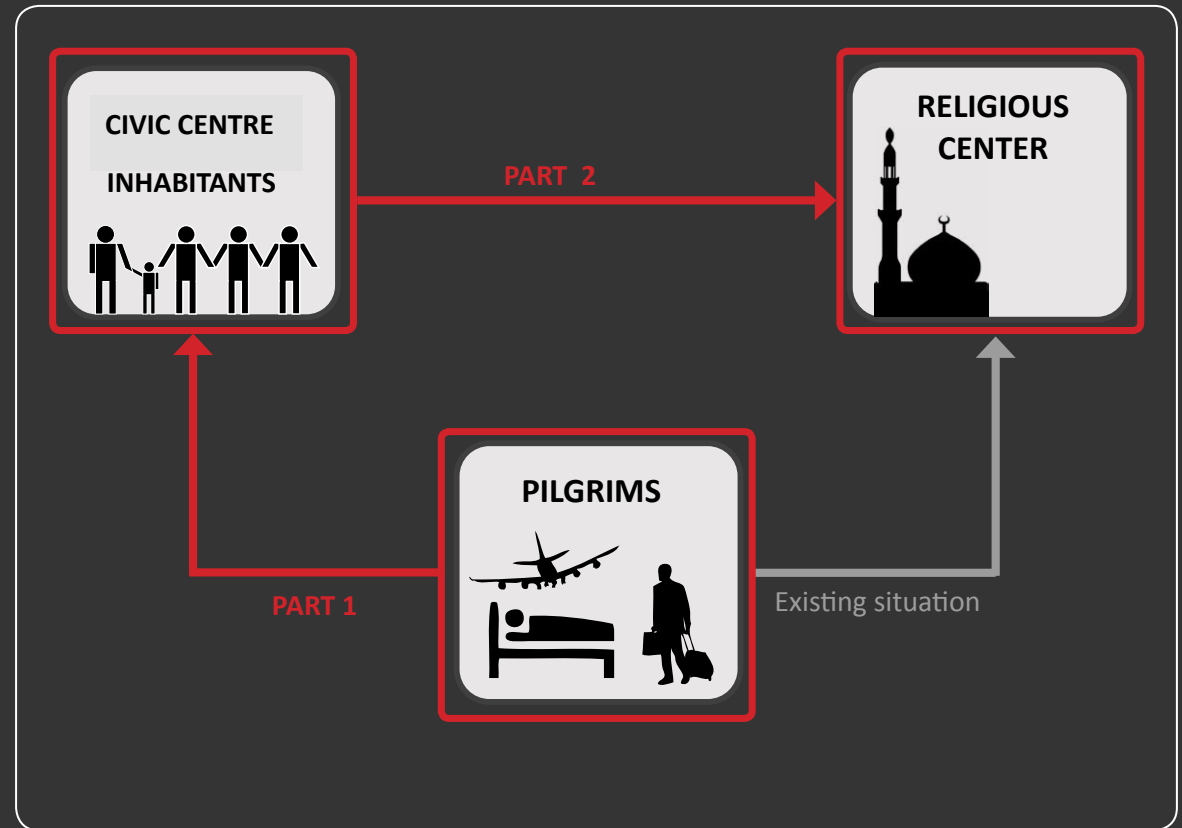 CIVIC CENTRE
INHABITANTS
RELIGIOUS
CENTER
PART 2
PILGRIMS
PART 1
Existing situation